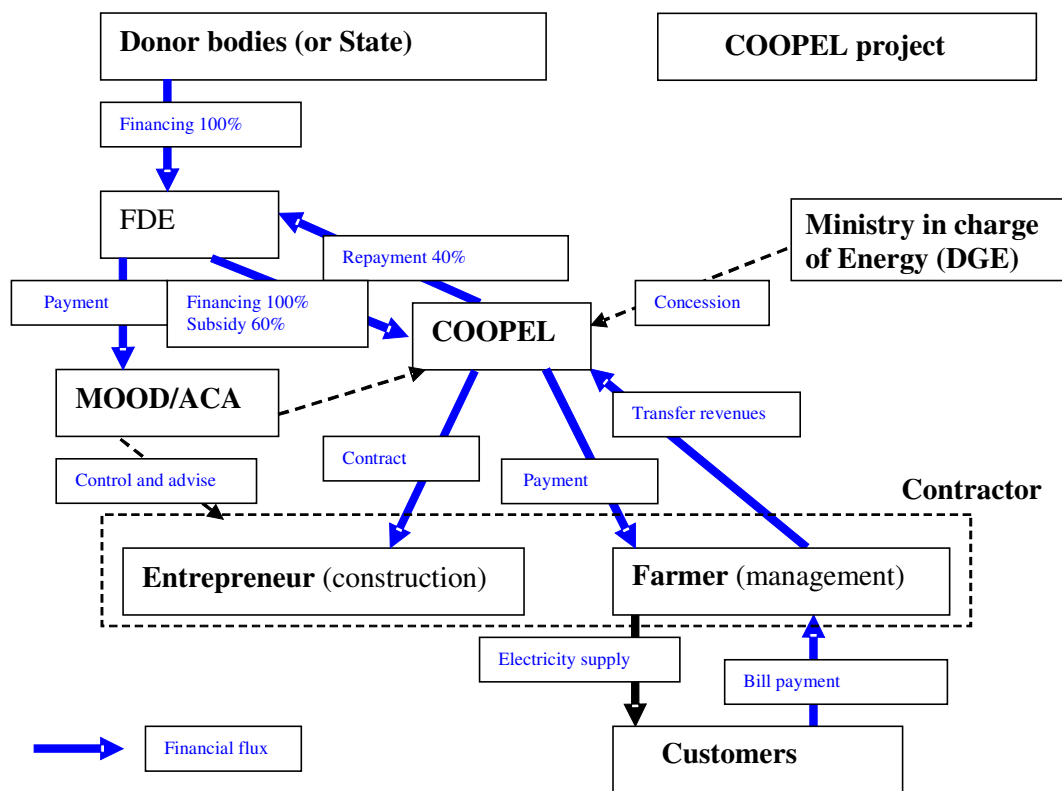 Donor bodies (or State)
COOPEL project
Financing 100%
FDE
Ministry in charge
of Energy (DGE)
Repayment 40%
Payment
Financing 100%
Subsidy 60%
Concession
COOPEL
MOOD/ACA
Transfer revenues
Contract
Control and advise
Payment
Contractor
Entrepreneur (construction)
Farmer (management)
Electricity supply
Bill payment
Financial flux
Customers